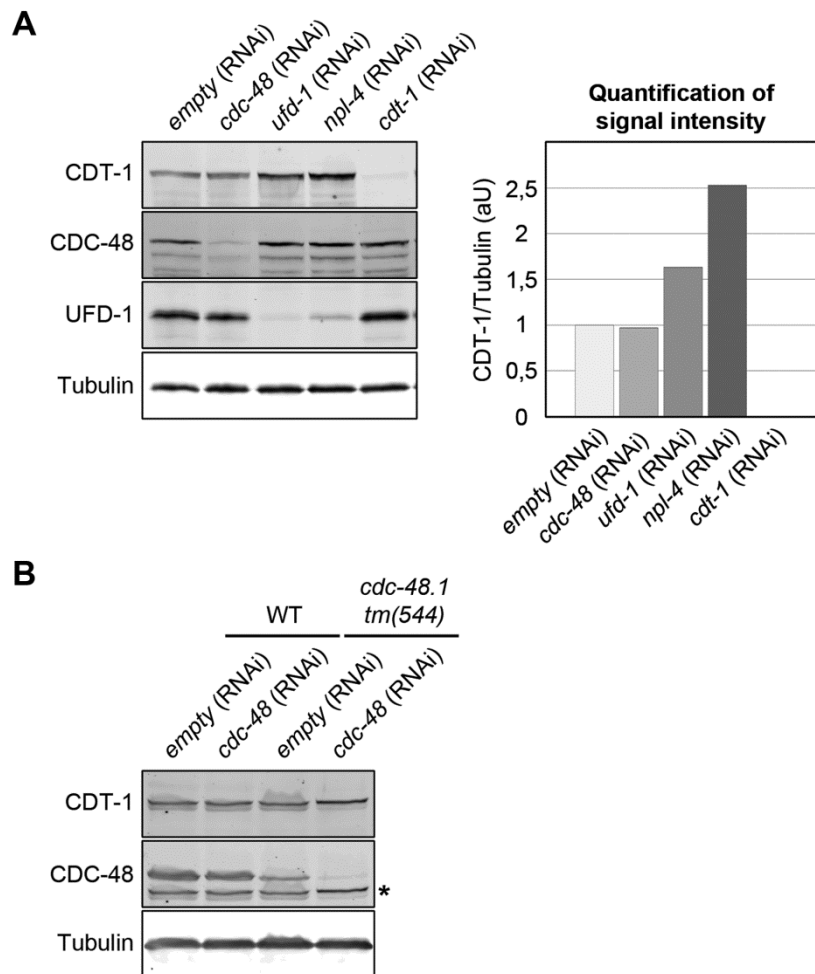 A
empty (RNAi)
cdc-48 (RNAi)
ufd-1 (RNAi)
npl-4 (RNAi)
cdt-1 (RNAi)
CDT-1
CDC-48
UFD-1
Tubulin
Quantification of
signal intensity
CDT-1/Tubulin (aU)
2,5
2
1,5
1
0,5
0
empty (RNAi)
cdc-48 (RNAi)
ufd-1 (RNAi)
npl-4 (RNAi)
cdt-1 (RNAi)
B
WT
cdc-48.1
tm(544)
empty (RNAi)
cdc-48 (RNAi)
empty (RNAi)
cdc-48 (RNAi)
CDT-1
CDC-48
*
Tubulin